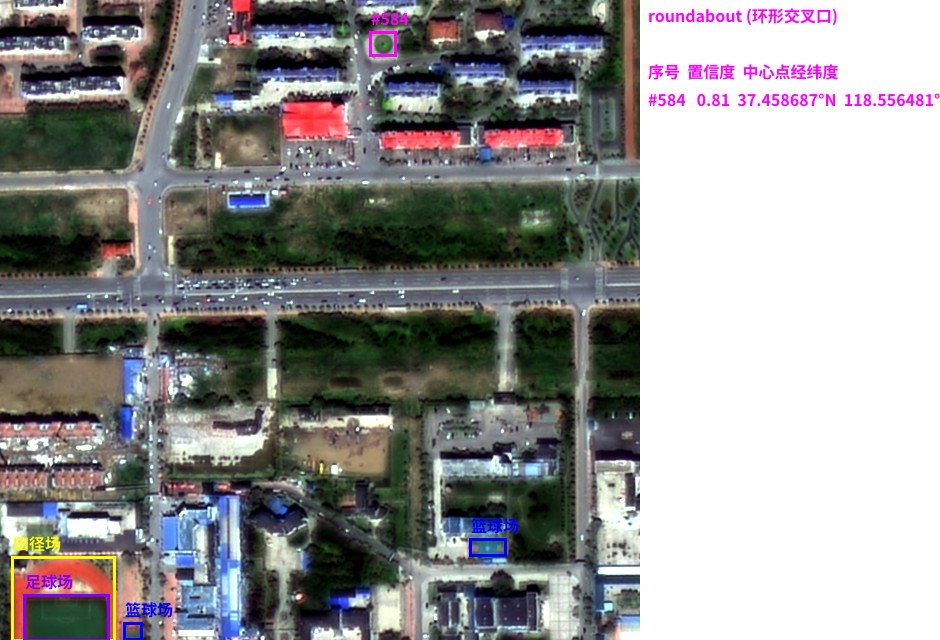 roundabout (环形交叉口)
序号 置信度 中心点经纬度
#584 0.81 37.458687°N 118.556481°
#584
篮球场
田径场
足球场
篮球场